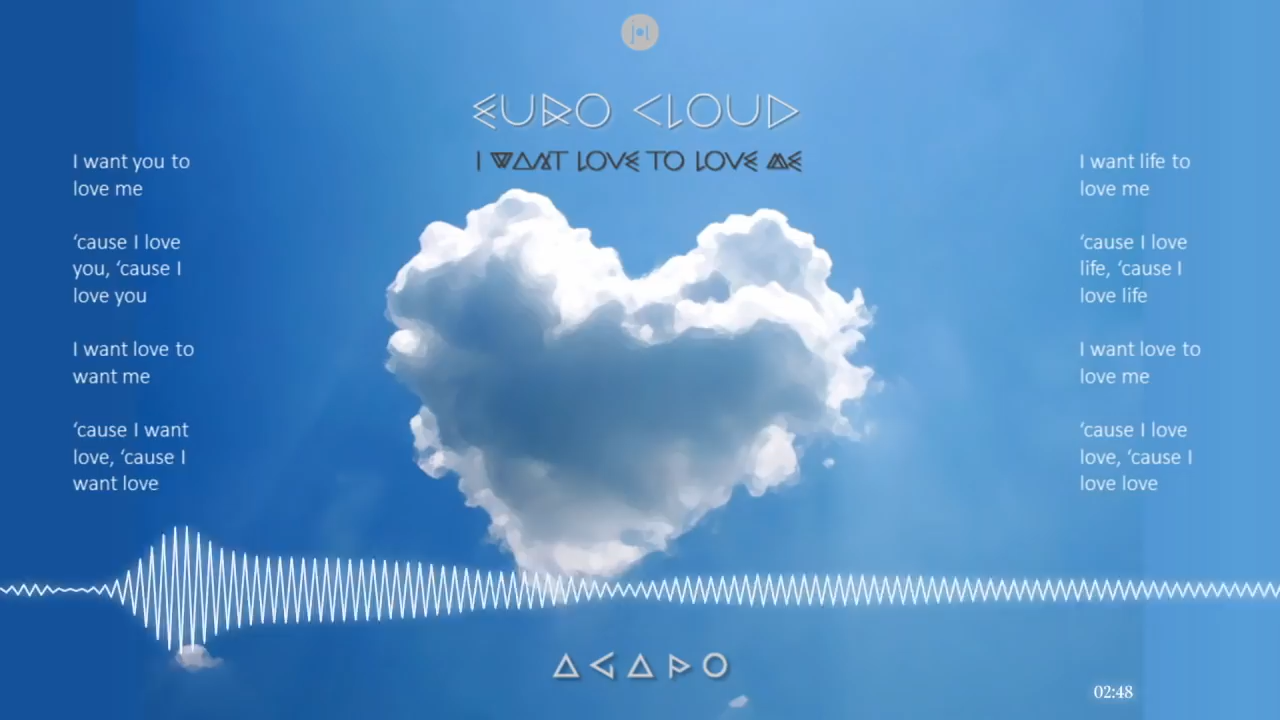 EURO CLOUD
I WANT LOVE TO LOVE ME
I want you to
love me
‘cause I love
you, ‘cause I
love you
I want love to
want me
‘cause I want
love, ‘cause I
want love
I want life to
love me
‘cause I love
life, ‘cause I
love life
I want love to
love me
‘cause I love
love, ‘cause I
love love
AGAPO
02:48